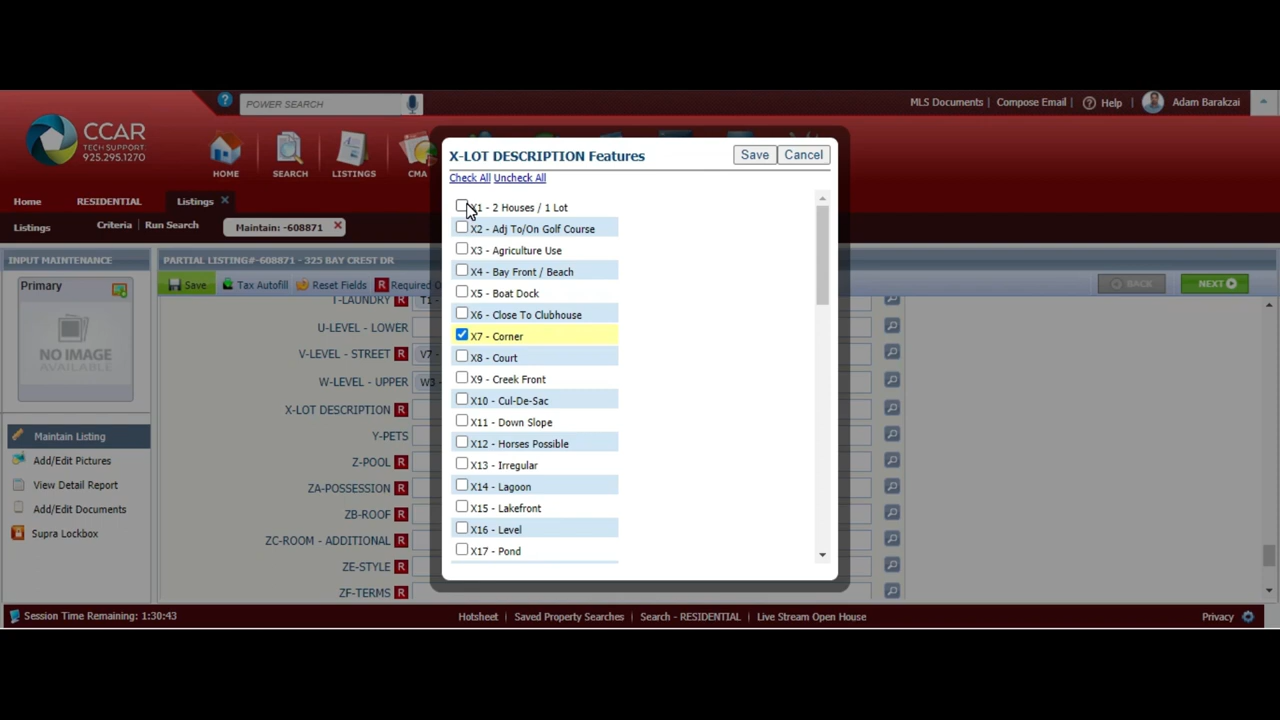 POWER SEARCH
MLS Documents | Compose Email | Help | Adam Barakzai
CCAR
TECH SUPPORT:
925.295.1270
HOME
SEARCH
LISTINGS
CMA
Home
RESIDENTIAL
Listings
Listings
Criteria
Run Search
Maintain: -608871
INPUT MAINTENANCE
PARTIAL LISTING#-608871 - 325 BAY CREST DR
Primary
NO IMAGE
AVAILABLE
Save
Tax Autofill
Reset Fields
R Required
BACK
NEXT
Maintain Listing
Add/Edit Pictures
View Detail Report
Add/Edit Documents
Supra Lockbox
T-LAUNDRY R T1 -
U-LEVEL - LOWER
V-LEVEL - STREET R V7 -
W-LEVEL - UPPER W3 -
X-LOT DESCRIPTION R
Y-PETS
Z-POOL R
ZA-POSSESSION R
ZB-ROOF R
ZC-ROOM - ADDITIONAL R
ZE-STYLE R
ZF-TERMS R
X-LOT DESCRIPTION Features
Save
Cancel
Check All Uncheck All
X1 - 2 Houses / 1 Lot
X2 - Adj To/On Golf Course
X3 - Agriculture Use
X4 - Bay Front / Beach
X5 - Boat Dock
X6 - Close To Clubhouse
X7 - Corner
X8 - Court
X9 - Creek Front
X10 - Cul-De-Sac
X11 - Down Slope
X12 - Horses Possible
X13 - Irregular
X14 - Lagoon
X15 - Lakefront
X16 - Level
X17 - Pond
Session Time Remaining: 1:30:43
Hotsheet | Saved Property Searches | Search - RESIDENTIAL | Live Stream Open House
Privacy